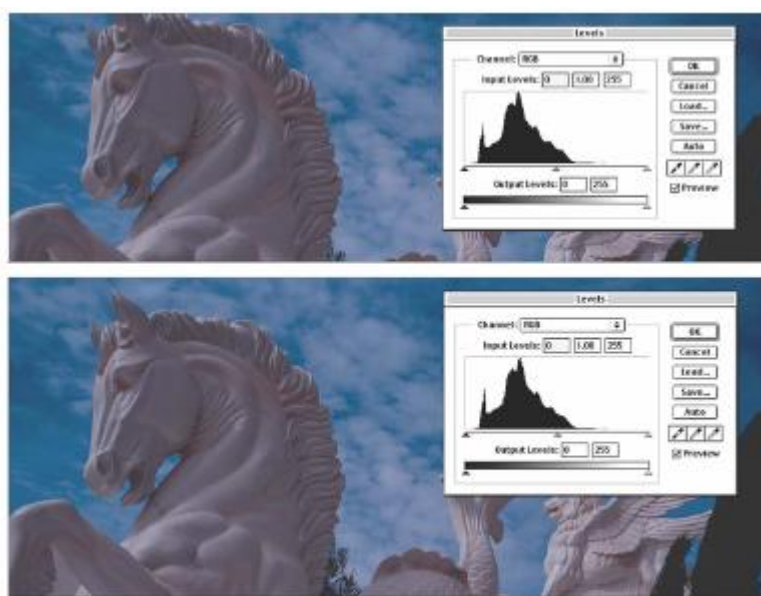 Levels
Channel: RGB
Input Levels: 0 1.00 255
OK
Cancel
Load...
Save...
Auto
Output Levels: 0 255
Preview
Levels
Channel: RGB
Input Levels: 0 1.00 255
OK
Cancel
Load...
Save...
Auto
Output Levels: 0 255
Preview